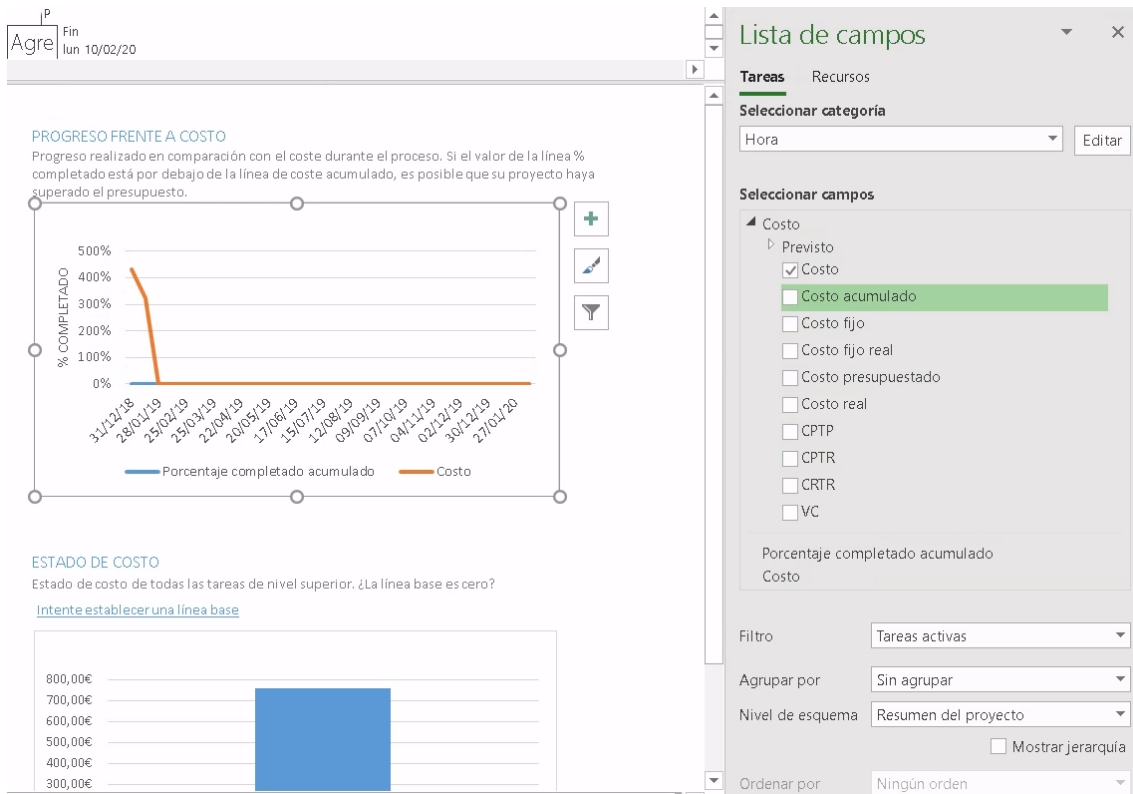 P
Agre
Fin
lun 10/02/20
PROGRESO FRENTE A COSTO
Progreso realizado en comparación con el coste durante el proceso. Si el valor de la línea %
completado está por debajo de la línea de coste acumulado, es posible que su proyecto haya
superado el presupuesto.
500%
400%
300%
200%
100%
0%
% COMPLETADO
31/12/18
28/01/19
25/02/19
25/03/19
22/04/19
20/05/19
17/06/19
15/07/19
12/08/19
09/09/19
07/10/19
04/11/19
02/12/19
30/12/19
27/01/20
Porcentaje completado acumulado
Costo
ESTADO DE COSTO
Estado de costo de todas las tareas de nivel superior. ¿La línea base es cero?
Intente establecer una línea base
800,00€
700,00€
600,00€
500,00€
400,00€
300,00€
Lista de campos
Tareas Recursos
Seleccionar categoría
Hora
Editar
Seleccionar campos
Costo
Previsto
Costo
Costo acumulado
Costo fijo
Costo fijo real
Costo presupuestado
Costo real
CPTP
CPTR
CRTR
VC
Porcentaje completado acumulado
Costo
Filtro Tareas activas
Agrupar por Sin agrupar
Nivel de esquema Resumen del proyecto
Mostrar jerarquía
Ordenar por Ningún orden